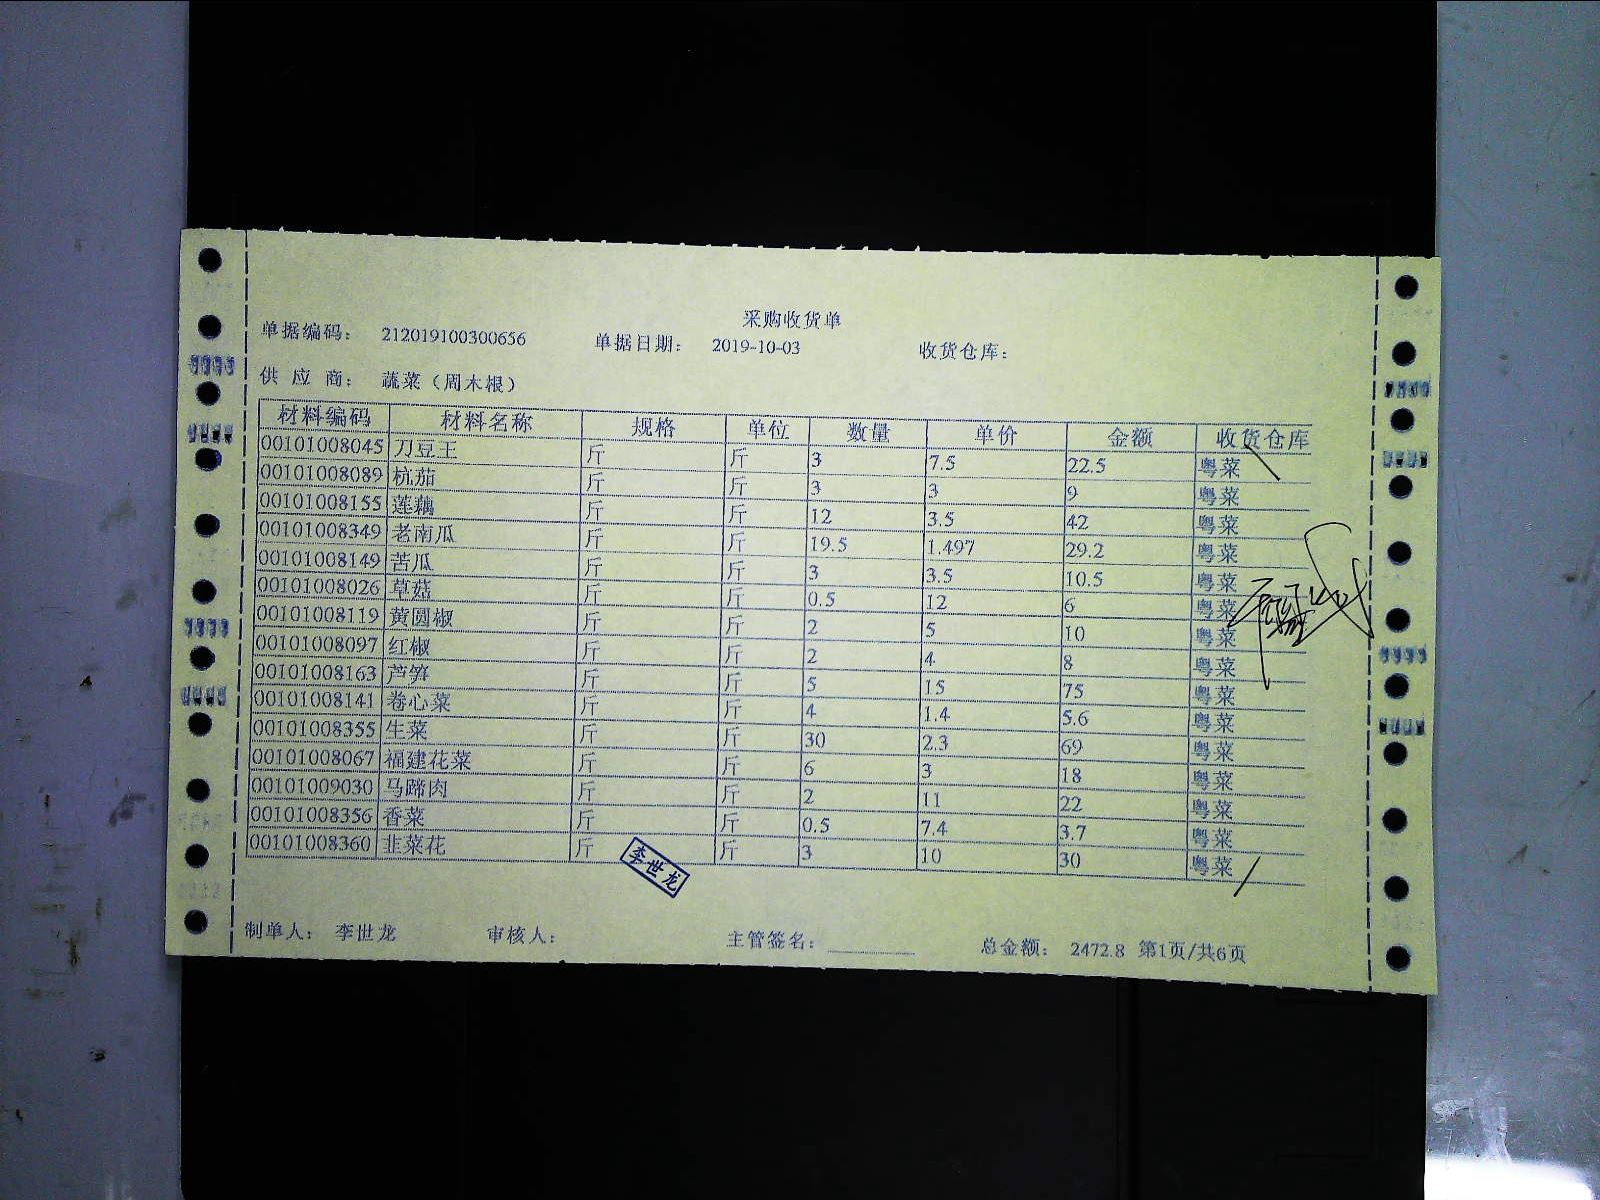 采购收货单
单据编码： 212019100300656 单据日期： 2019-10-03 收货仓库：
供 应 商： 蔬菜（周木根）
材料编码 材料名称 规格 单位 数量 单价 金额 收货仓库
00101008045 刀豆王 斤 斤 3 7.5 22.5 粤菜
00101008089 杭茄 斤 斤 3 3 9 粤菜
00101008155 莲藕 斤 斤 12 3.5 42 粤菜
00101008349 老南瓜 斤 斤 19.5 1.497 29.2 粤菜
00101008149 苦瓜 斤 斤 3 3.5 10.5 粤菜
00101008026 草菇 斤 斤 0.5 12 6 粤菜
00101008119 黄圆椒 斤 斤 2 5 10 粤菜
00101008097 红椒 斤 斤 2 4 8 粤菜
00101008163 芦笋 斤 斤 5 15 75 粤菜
00101008141 卷心菜 斤 斤 4 1.4 5.6 粤菜
00101008355 生菜 斤 斤 30 2.3 69 粤菜
00101008067 福建花菜 斤 斤 6 3 18 粤菜
00101009030 马蹄肉 斤 斤 2 11 22 粤菜
00101008356 香菜 斤 斤 0.5 7.4 3.7 粤菜
00101008360 韭菜花 斤 斤 3 10 30 粤菜
李世龙
制单人： 李世龙 审核人： 主管签名： 总金额： 2472.8 第1页/共6页